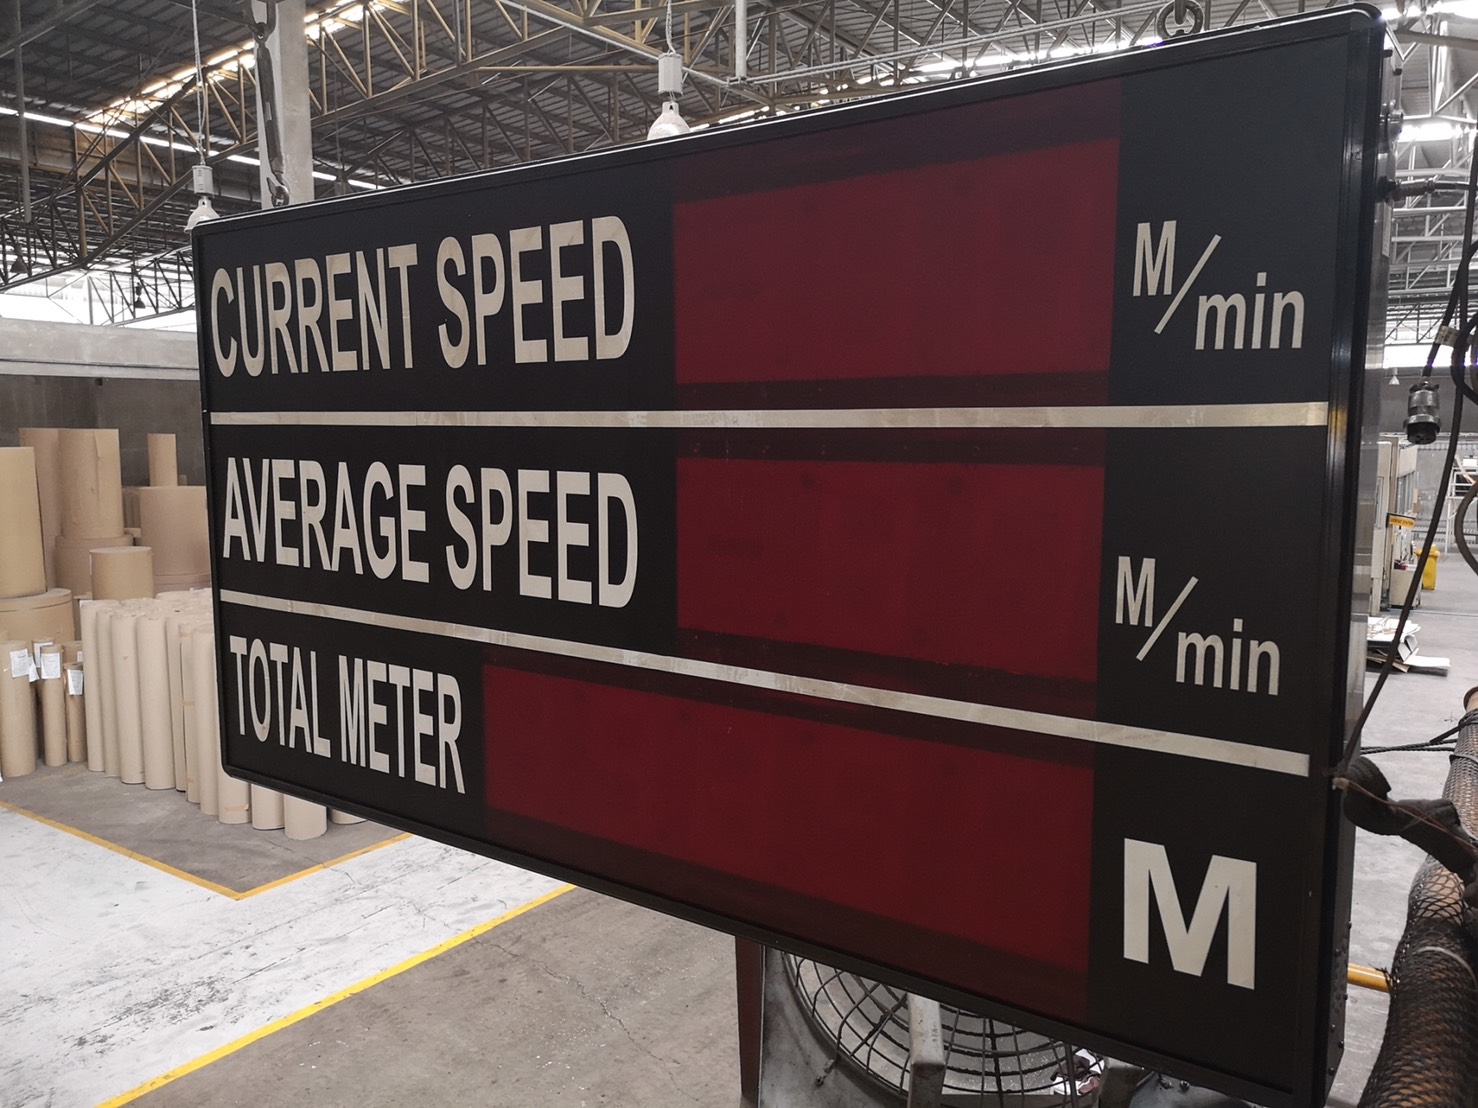 CURRENT SPEED M/min
AVERAGE SPEED M/min
TOTAL METER M